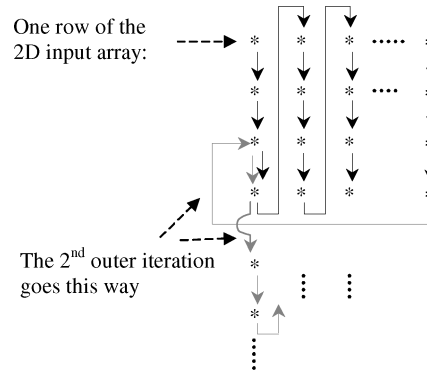 One row of the
2D input array:
The 2nd outer iteration
goes this way